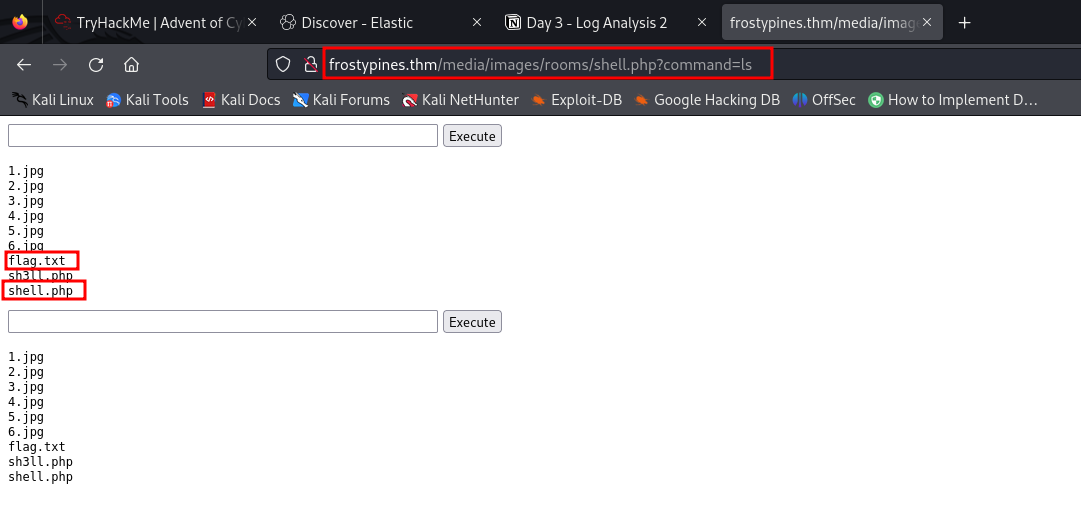 TryHackMe | Advent of Cy
Discover - Elastic
Day 3 - Log Analysis 2
frostypines.thm/media/imag
frostypines.thm/media/images/rooms/shell.php?command=ls
Kali Linux
Kali Tools
Kali Docs
Kali Forums
Kali NetHunter
Exploit-DB
Google Hacking DB
OffSec
How to Implement D…
Execute
1.jpg
2.jpg
3.jpg
4.jpg
5.jpg
6.jpg
flag.txt
sh3ll.php
shell.php
Execute
1.jpg
2.jpg
3.jpg
4.jpg
5.jpg
6.jpg
flag.txt
sh3ll.php
shell.php